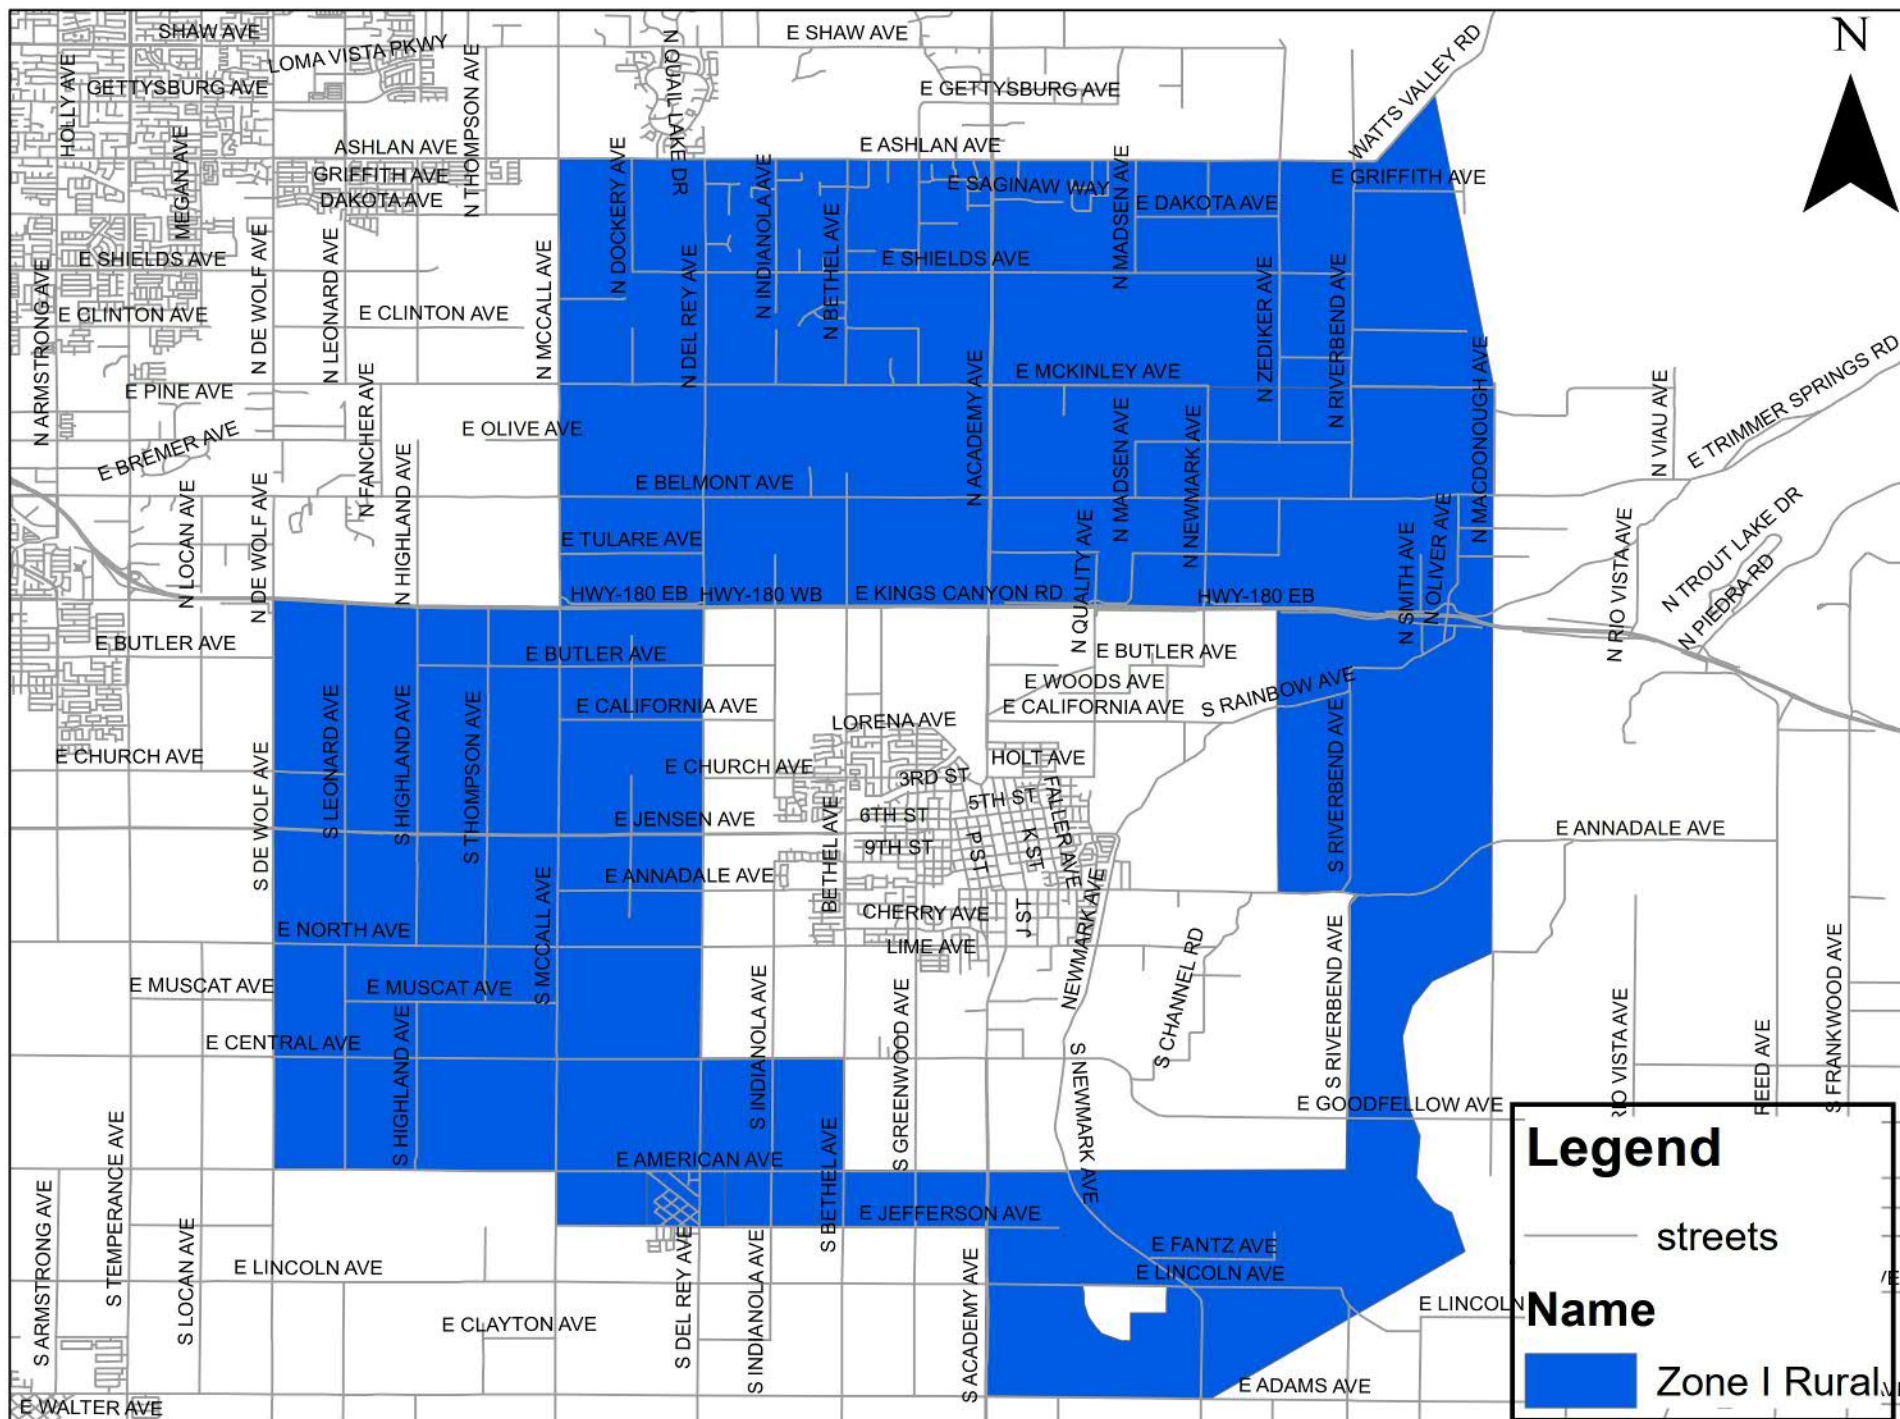 SHAW AVE
E SHAW AVE
N
LOMA VISTA PKWY
N THOMPSON AVE
N QUAIL LAKE DR
WATTS VALLEY RD
HOLLY AVE
GETTYSBURG AVE
E GETTYSBURG AVE
MEGAN AVE
ASHLAN AVE
E ASHLAN AVE
GRIFFITH AVE
DAKOTA AVE
N DOCKERY AVE
N INDIANOLA AVE
E SAGINAW WAY
N MADSEN AVE
E DAKOTA AVE
E GRIFFITH AVE
E SHIELDS AVE
N DE WOLF AVE
N LEONARD AVE
N MCCALL AVE
N DEL REY AVE
N BETHEL AVE
E SHIELDS AVE
N ZEDIKER AVE
N RIVERBEND AVE
N ARMSTRONG AVE
E CLINTON AVE
E CLINTON AVE
N MACDONOUGH AVE
E TRIMMER SPRINGS RD
E PINE AVE
N FANCHER AVE
N ACADEMY AVE
E MCKINLEY AVE
N VIAU AVE
E BREMER AVE
E OLIVE AVE
N HIGHLAND AVE
N MADSEN AVE
N NEWMARK AVE
N LOCAN AVE
N DE WOLF AVE
E BELMONT AVE
N QUALITY AVE
N SMITH AVE
N OLIVER AVE
N RIO VISTA AVE
N TROUT LAKE DR
N PIEDRA RD
E TULARE AVE
HWY-180 EB
HWY-180 WB
E KINGS CANYON RD
HWY-180 EB
E BUTLER AVE
E BUTLER AVE
E BUTLER AVE
E WOODS AVE
E CALIFORNIA AVE
E CALIFORNIA AVE
S RAINBOW AVE
S LEONARD AVE
S HIGHLAND AVE
S THOMPSON AVE
LORENA AVE
S RIVERBEND AVE
E CHURCH AVE
S DE WOLF AVE
E CHURCH AVE
HOLT AVE
3RD ST
5TH ST
FALLER AVE
E JENSEN AVE
BETHEL AVE
6TH ST
9TH ST
P ST
K ST
E ANNADALE AVE
E ANNADALE AVE
S MCCALL AVE
CHERRY AVE
J ST
NEWMARK AVE
E NORTH AVE
LIME AVE
S CHANNEL RD
S RIVERBEND AVE
S FRANKWOOD AVE
E MUSCAT AVE
E MUSCAT AVE
S INDIANOLA AVE
S GREENWOOD AVE
RIO VISTA AVE
REED AVE
E CENTRAL AVE
S HIGHLAND AVE
S NEWMARK AVE
E GOODFELLOW AVE
S TEMPERANCE AVE
E AMERICAN AVE
S BETHEL AVE
S ARMSTRONG AVE
S LOCAN AVE
E JEFFERSON AVE
S DEL REY AVE
S INDIANOLA AVE
S ACADEMY AVE
E FANTZ AVE
E LINCOLN AVE
E LINCOLN AVE
E LINCOLN
E CLAYTON AVE
E ADAMS AVE
E WALTER AVE
Legend
streets
Name
Zone I Rural